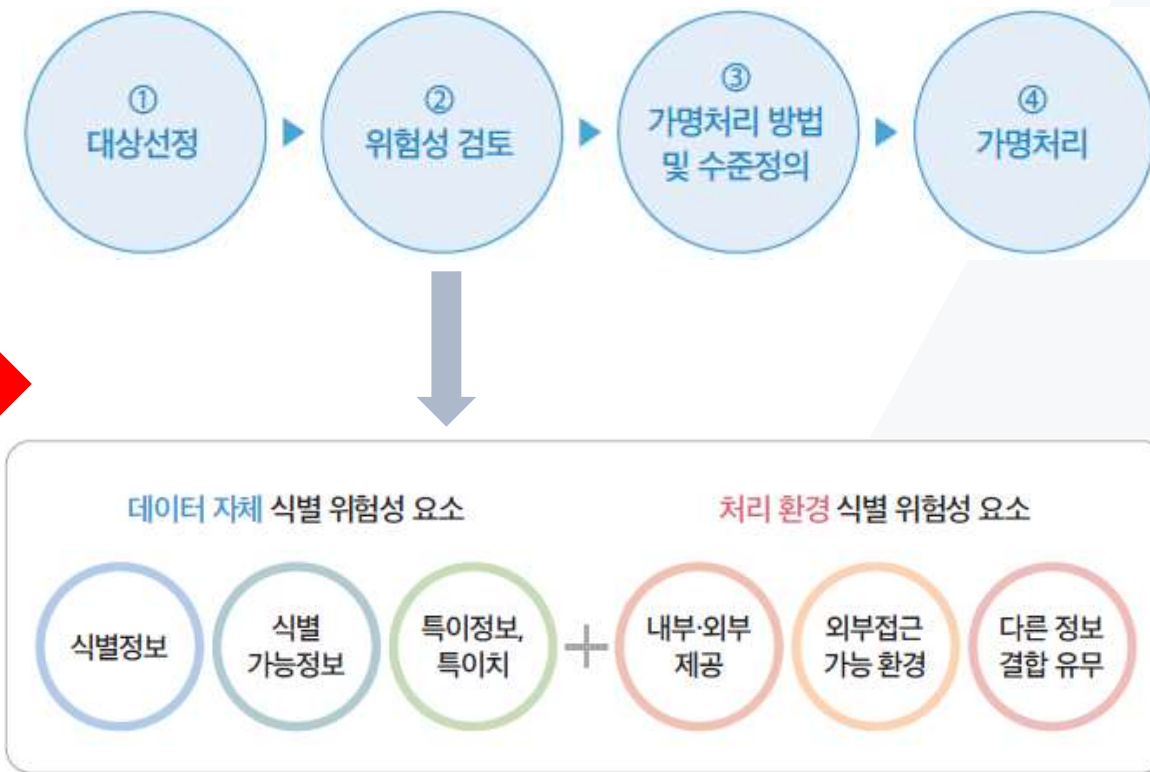 ①
대상선정
②
위험성 검토
③
가명처리 방법
및 수준정의
④
가명처리
데이터 자체 식별 위험성 요소
처리 환경 식별 위험성 요소
식별정보
식별
가능정보
특이정보,
특이치
내부·외부
제공
외부접근
가능 환경
다른 정보
결합 유무